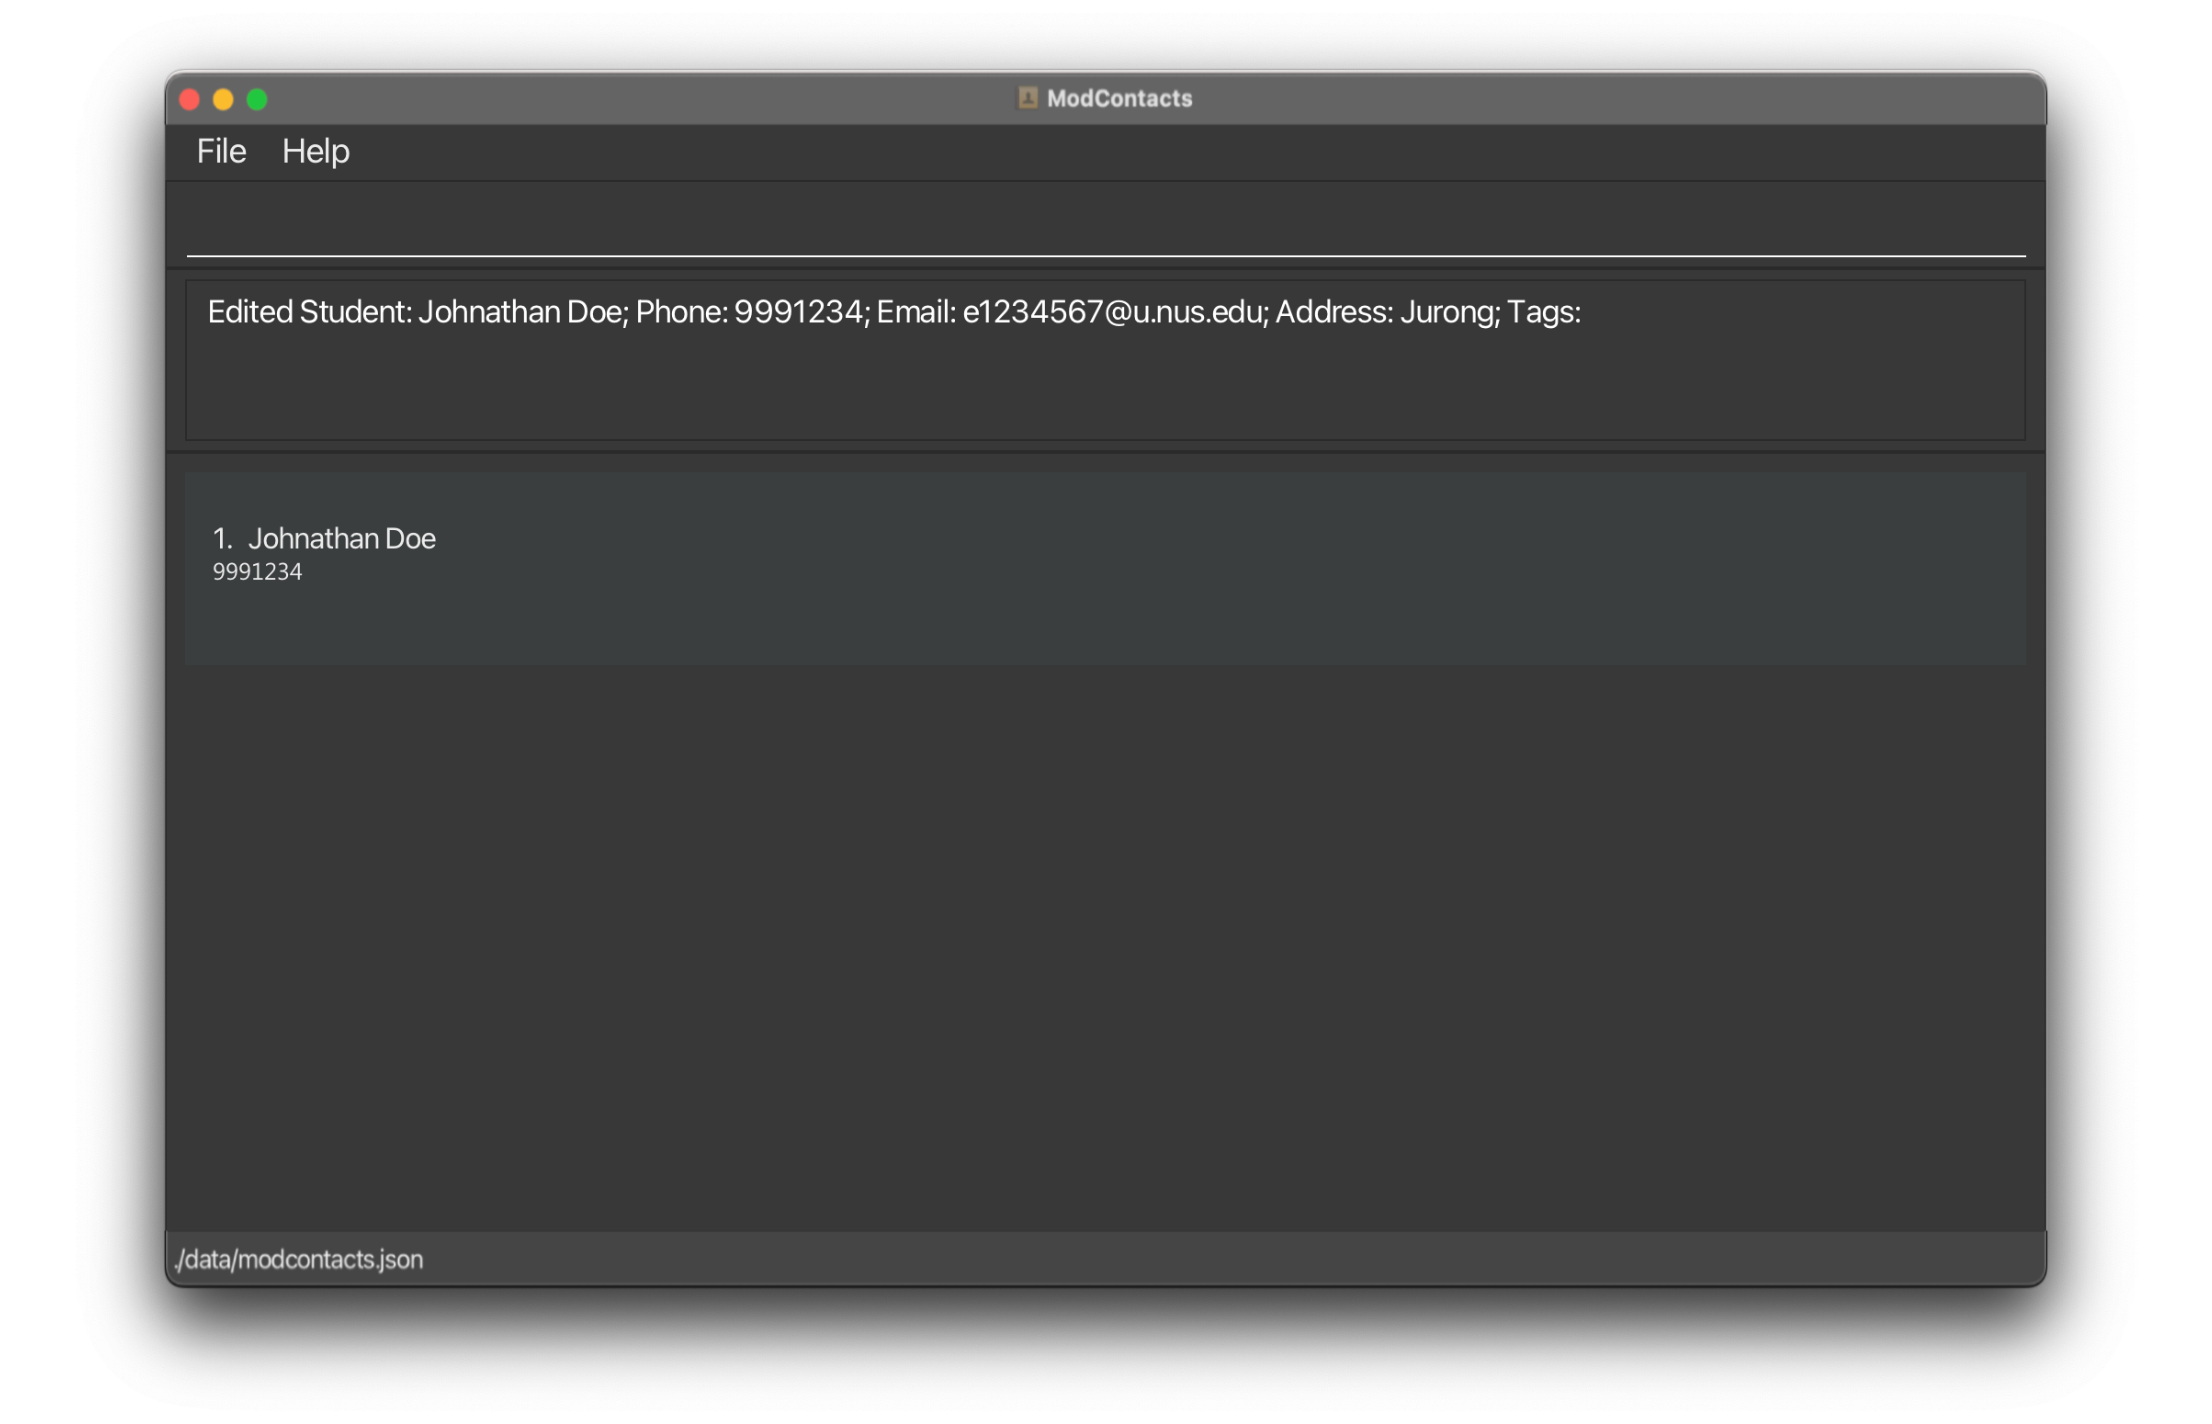 ModContacts
File Help
Edited Student: Johnathan Doe; Phone: 9991234; Email: e1234567@u.nus.edu; Address: Jurong; Tags:
1. Johnathan Doe
9991234
./data/modcontacts.json